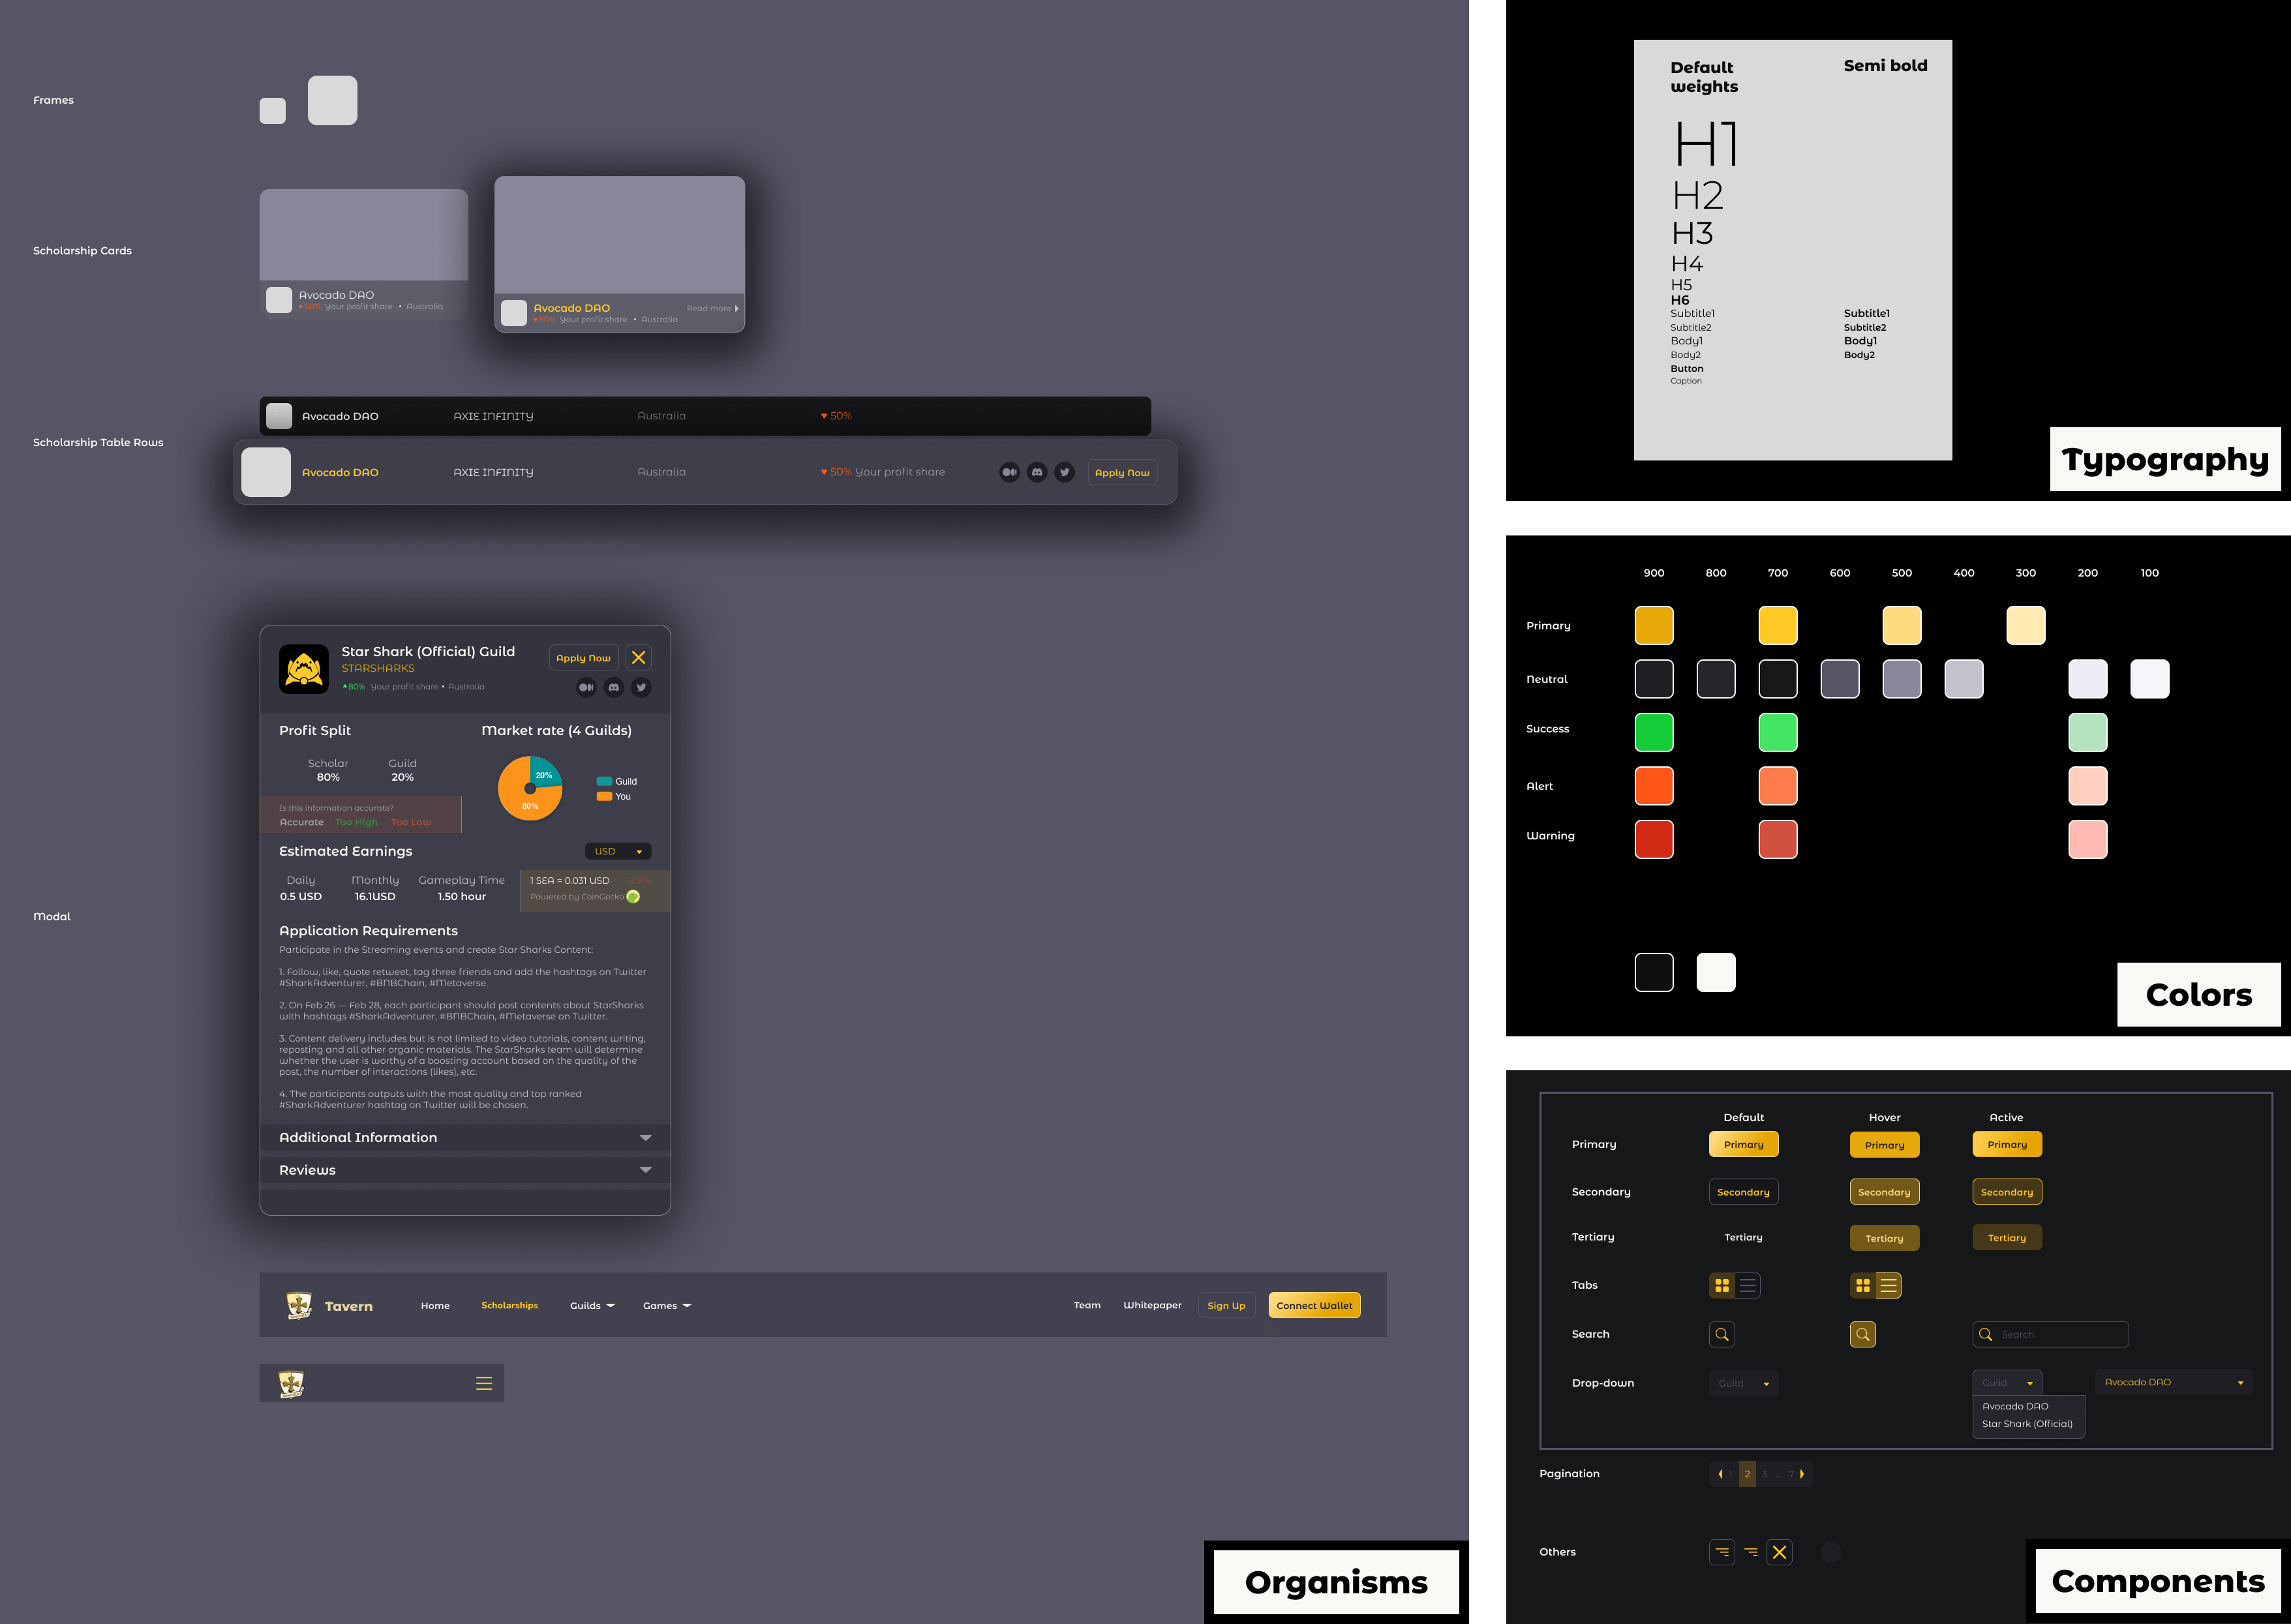 Frames
Scholarship Cards
Avocado DAO
50% Your profit share • Australia
Avocado DAO
Read more
50% Your profit share • Australia
Scholarship Table Rows
Avocado DAO AXIE INFINITY Australia 50%
Avocado DAO AXIE INFINITY Australia 50% Your profit share Apply Now
Modal
Star Shark (Official) Guild
STARSHARKS
80% Your profit share • Australia
Apply Now
Profit Split
Scholar Guild
80% 20%
Is this information accurate?
Accurate Too High Too Low
Market rate (4 Guilds)
20%
80%
Guild
You
Estimated Earnings
USD
Daily Monthly Gameplay Time
0.5 USD 16.1USD 1.50 hour
1 SEA = 0.031 USD
Powered by CoinGecko
Application Requirements
Participate in the Streaming events and create Star Sharks Content:
1. Follow, like, quote retweet, tag three friends and add the hashtags on Twitter
#SharkAdventurer, #BNBChain, #Metaverse.
2. On Feb 26 — Feb 28, each participant should post contents about StarSharks
with hashtags #SharkAdventurer, #BNBChain, #Metaverse on Twitter.
3. Content delivery includes but is not limited to video tutorials, content writing,
reposting and all other organic materials. The StarSharks team will determine
whether the user is worthy of a boosting account based on the quality of the
post, the number of interactions (likes), etc.
4. The participants outputs with the most quality and top ranked
#SharkAdventurer hashtag on Twitter will be chosen.
Additional Information
Reviews
Tavern Home Scholarships Guilds Games Team Whitepaper Sign Up Connect Wallet
Organisms
Default
weights
Semi bold
H1
H2
H3
H4
H5
H6
Subtitle1 Subtitle1
Subtitle2 Subtitle2
Body1 Body1
Body2 Body2
Button
Caption
Typography
900 800 700 600 500 400 300 200 100
Primary
Neutral
Success
Alert
Warning
Colors
Default Hover Active
Primary Primary Primary Primary
Secondary Secondary Secondary Secondary
Tertiary Tertiary Tertiary Tertiary
Tabs
Search Search
Drop-down Guild Guild Avocado DAO
Avocado DAO
Star Shark (Official)
Pagination 1 2 3 ... 7
Others
Components